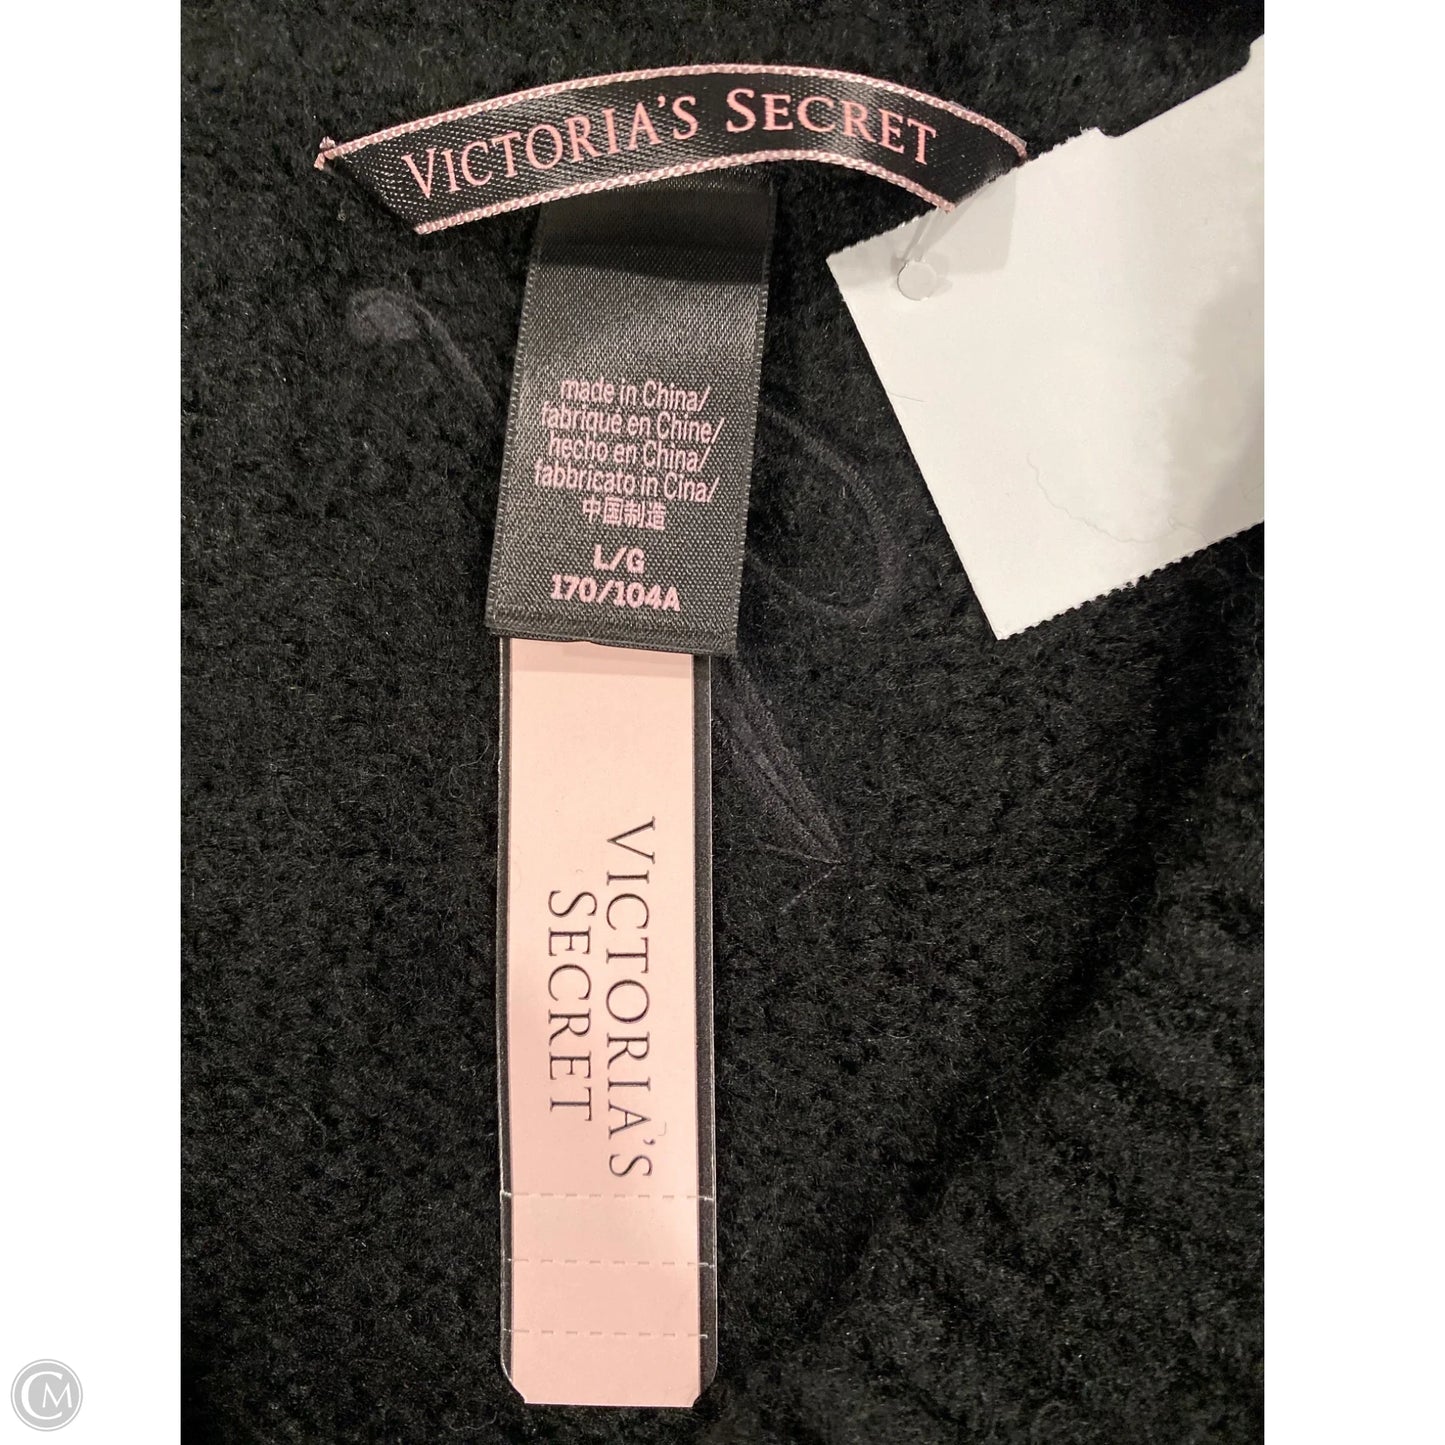 VICTORIA'S SECRET
made in China/
fabriqué en Chine/
hecho en China/
fabbricato in Cina/
中国制造
L/G
170/104A
VICTORIA'S
SECRET
CM